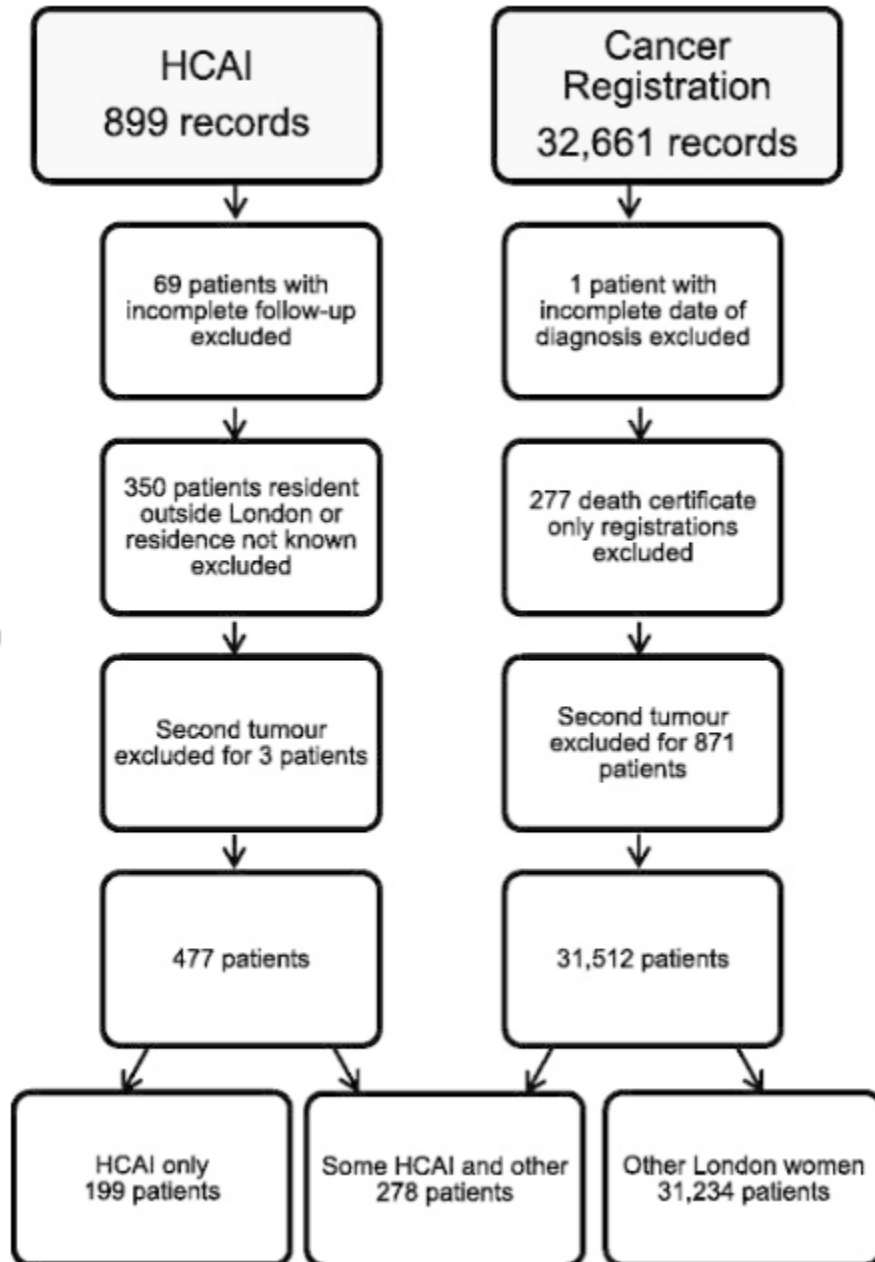 HCAI
899 records
69 patients with
incomplete follow-up
excluded
350 patients resident
outside London or
residence not known
excluded
Second tumour
excluded for 3 patients
477 patients
Cancer
Registration
32,661 records
1 patient with
incomplete date of
diagnosis excluded
277 death certificate
only registrations
excluded
Second tumour
excluded for 871
patients
31,512 patients
HCAI only
199 patients
Some HCAI and other
278 patients
Other London women
31,234 patients